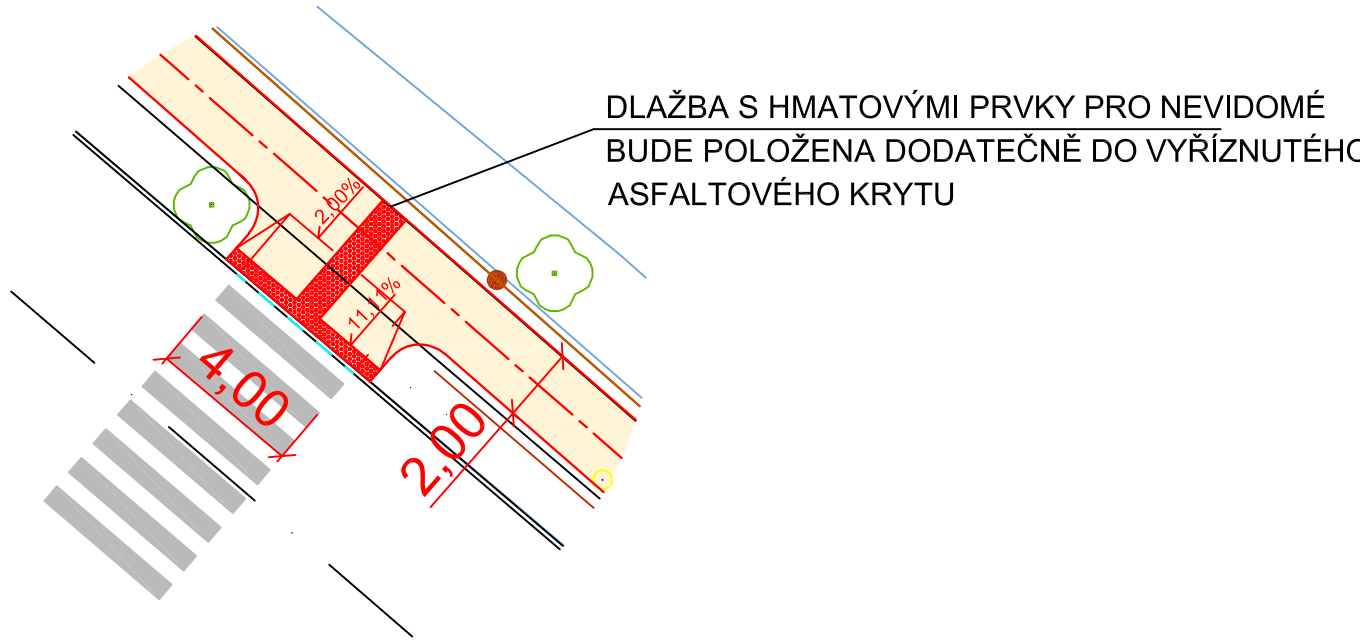 DLAŽBA S HMATOVÝMI PRVKY PRO NEVIDOMÉ
BUDE POLOŽENA DODATEČNĚ DO VYŘÍZNUTÉHO
ASFALTOVÉHO KRYTU
2,00%
11,11%
4,00
2,00